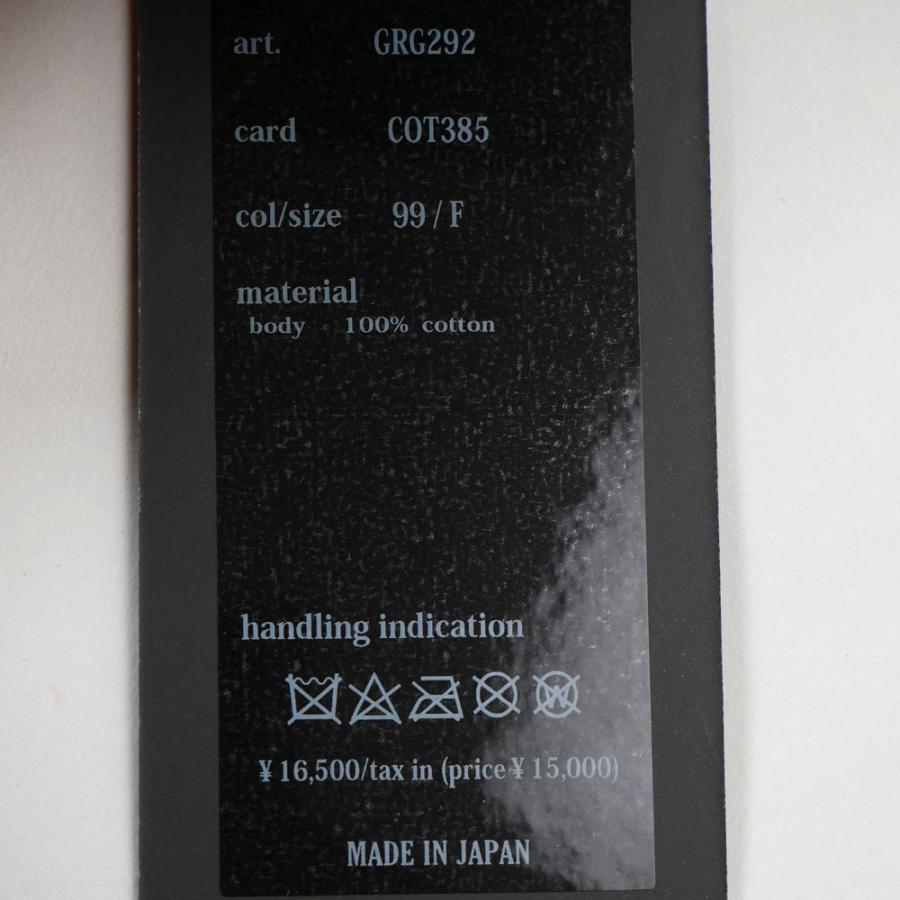 art. GRG292
card COT385
col/size 99 / F
material
body 100% cotton
handling indication
W
¥ 16,500/tax in (price ¥ 15,000)
MADE IN JAPAN